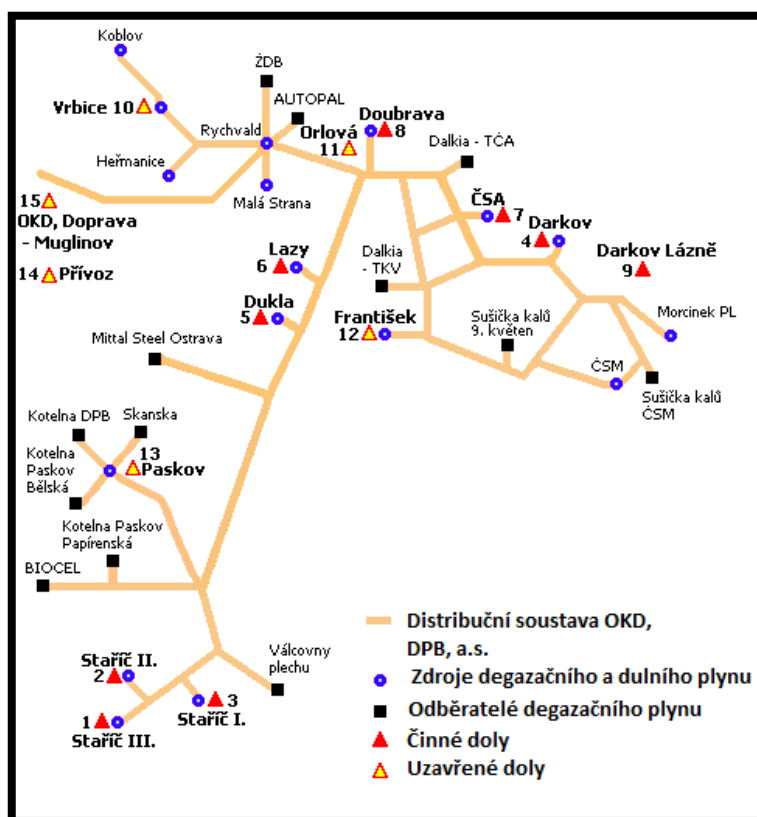 Koblov
ŽDB
Vrbice 10
AUTOPAL
Doubrava
8
Rychvald
Orlová
11
Dalkia - TČA
Heřmanice
Malá Strana
ČSA
7
15
OKD, Doprava
- Muglinov
Darkov
4
Darkov Lázně
9
Lazy
6
Dalkia
- TKV
14 Přívoz
Dukla
5
František
12
Sušička kalů
9. květen
Morcinek PL
Mittal Steel Ostrava
ČSM
Sušička kalů
ČSM
Kotelna DPB
Skanska
13
Paskov
Kotelna
Paskov
Bělská
Kotelna Paskov
Papírenská
BIOCEL
Válcovny
plechu
Staříč II.
2
3
Staříč I.
1
Staříč III.
Distribuční soustava OKD,
DPB, a.s.
Zdroje degazačního a dulního plynu
Odběratelé degazačního plynu
Činné doly
Uzavřené doly